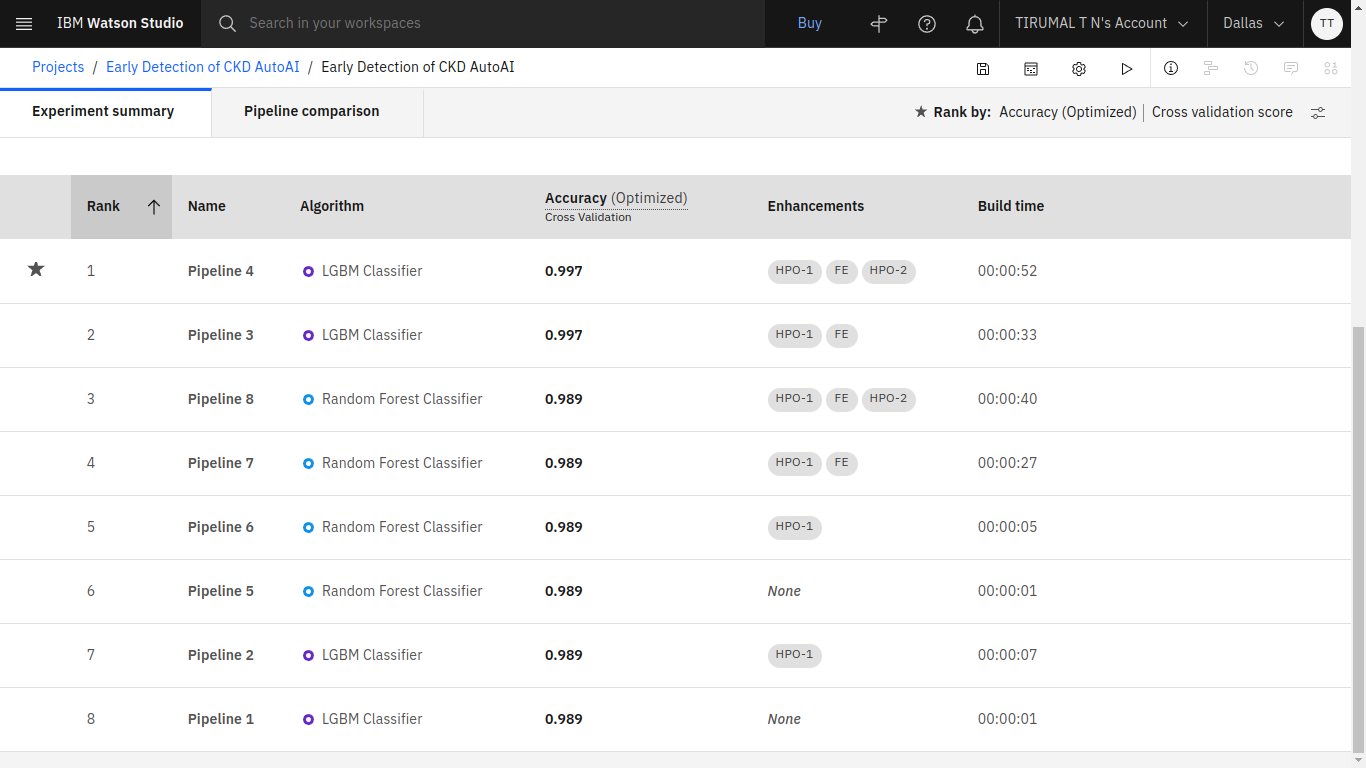 IBM Watson Studio Search in your workspaces Buy TIRUMAL T N's Account Dallas TT
Projects / Early Detection of CKD AutoAI / Early Detection of CKD AutoAI
Experiment summary Pipeline comparison Rank by: Accuracy (Optimized) | Cross validation score
Rank Name Algorithm Accuracy (Optimized) Enhancements Build time
Cross Validation
1 Pipeline 4 LGBM Classifier 0.997 HPO-1 FE HPO-2 00:00:52
2 Pipeline 3 LGBM Classifier 0.997 HPO-1 FE 00:00:33
3 Pipeline 8 Random Forest Classifier 0.989 HPO-1 FE HPO-2 00:00:40
4 Pipeline 7 Random Forest Classifier 0.989 HPO-1 FE 00:00:27
5 Pipeline 6 Random Forest Classifier 0.989 HPO-1 00:00:05
6 Pipeline 5 Random Forest Classifier 0.989 None 00:00:01
7 Pipeline 2 LGBM Classifier 0.989 HPO-1 00:00:07
8 Pipeline 1 LGBM Classifier 0.989 None 00:00:01